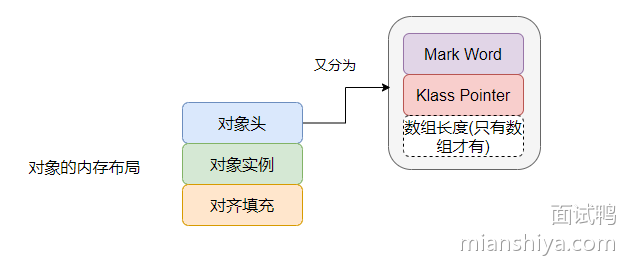 Mark Word
又分为
Klass Pointer
对象头
数组长度(只有数
组才有)
对象的内存布局
对象实例
对齐填充
面试鸭
mianshiya.com